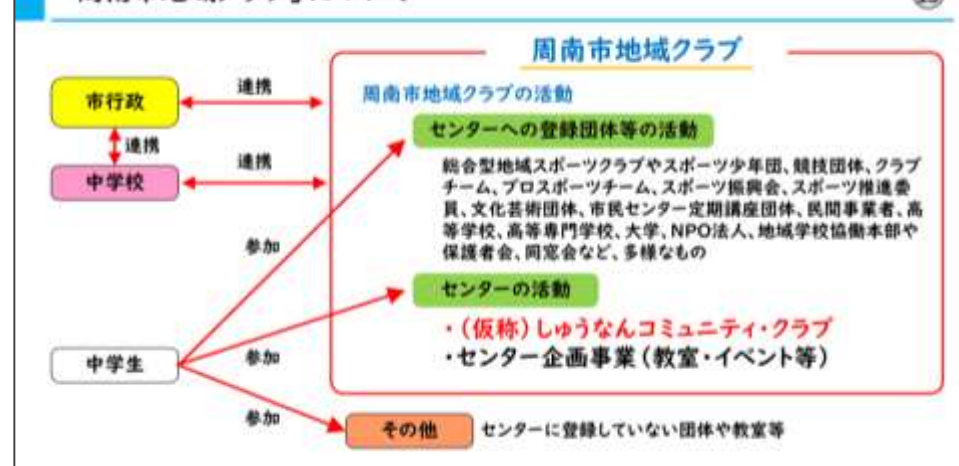 周南市地域クラブ
市行政
連携
周南市地域クラブの活動
センターへの登録団体等の活動
連携
中学校
連携
総合型地域スポーツクラブやスポーツ少年団、競技団体、クラブ
チーム、プロスポーツチーム、スポーツ振興会、スポーツ推進委
員、文化芸術団体、市民センター定期講座団体、民間事業者、高
等学校、高等専門学校、大学、NPO法人、地域学校協働本部や
保護者会、同窓会など、多様なもの
参加
センターの活動
・(仮称)しゅうなんコミュニティ・クラブ
・センター企画事業(教室・イベント等)
中学生
参加
参加
その他
センターに登録していない団体や教室等